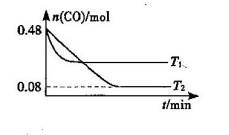 n(CO)/mol
0.48
T₁
0.08
T₂
t/min